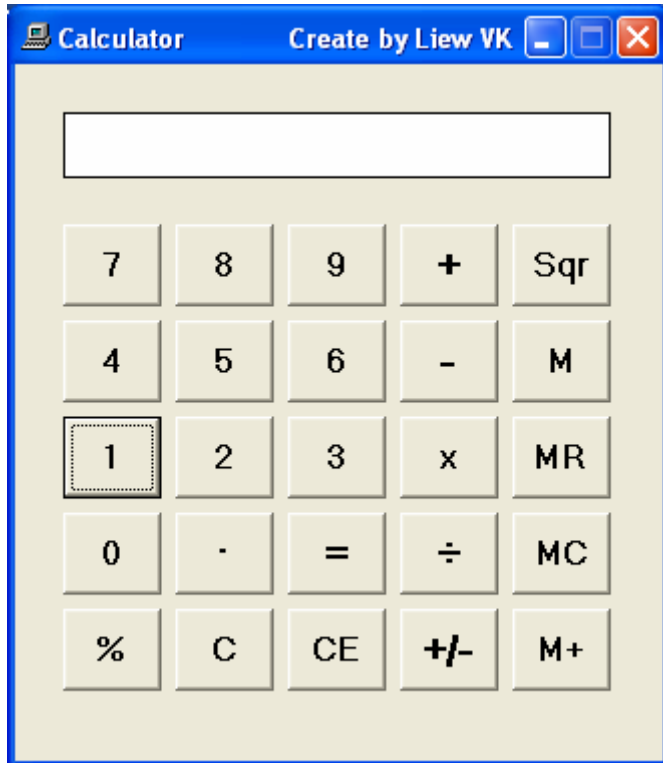 Calculator Create by Liew VK
7 8 9 + Sqr
4 5 6 - M
1 2 3 x MR
0 . = ÷ MC
% C CE +/- M+